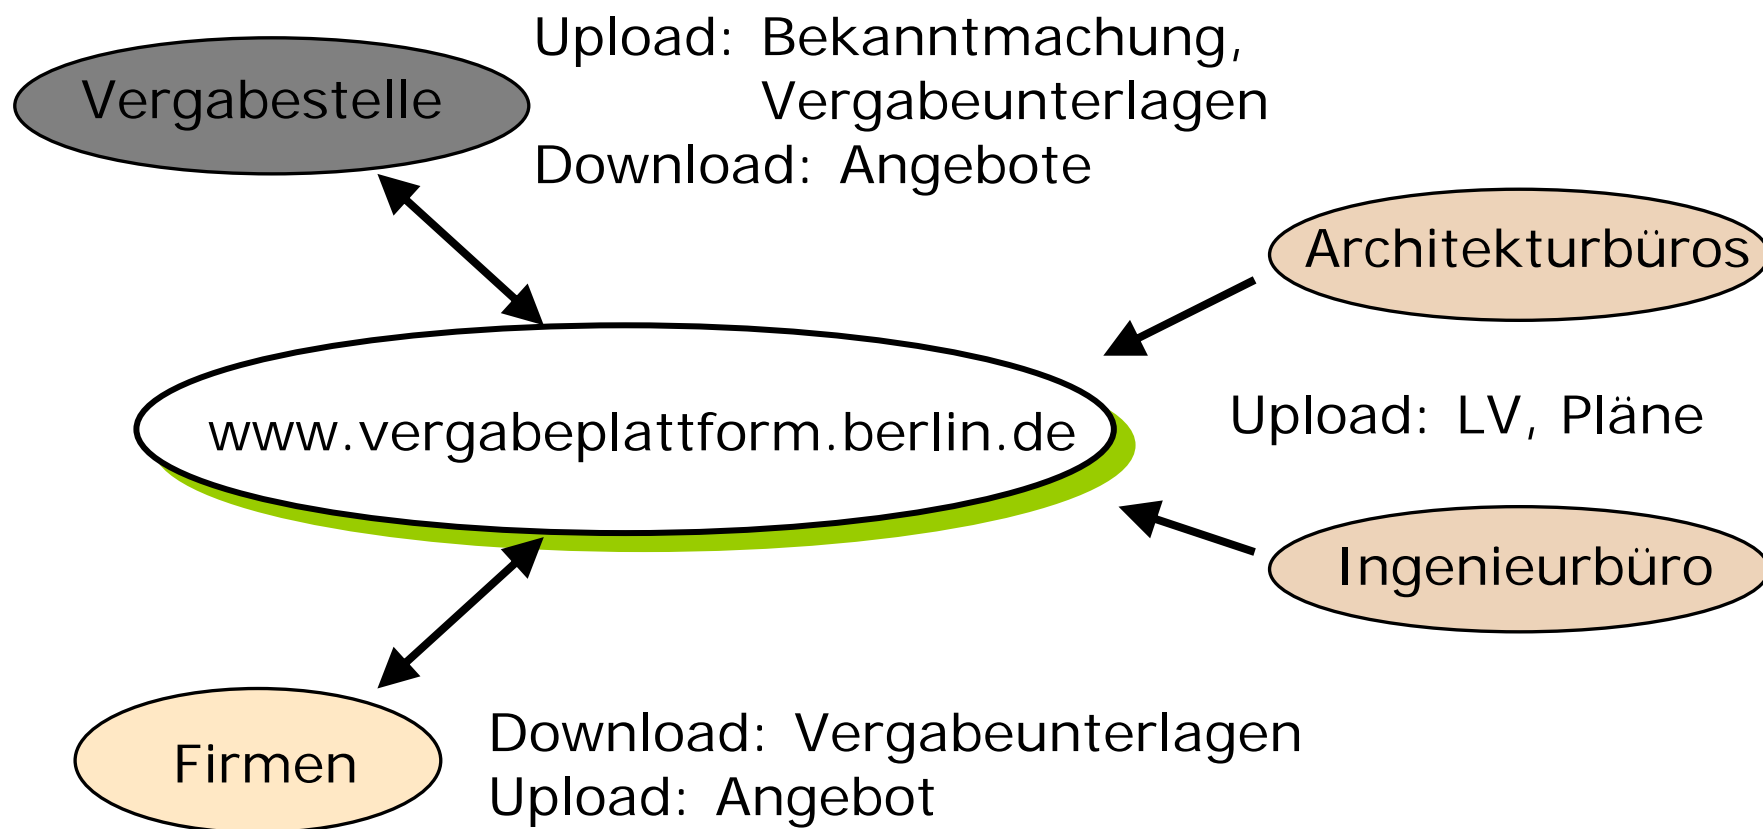 Vergabestelle
Upload: Bekanntmachung,
Vergabeunterlagen
Download: Angebote
Architekturbüros
www.vergabeplattform.berlin.de
Upload: LV, Pläne
Ingenieurbüro
Firmen
Download: Vergabeunterlagen
Upload: Angebot